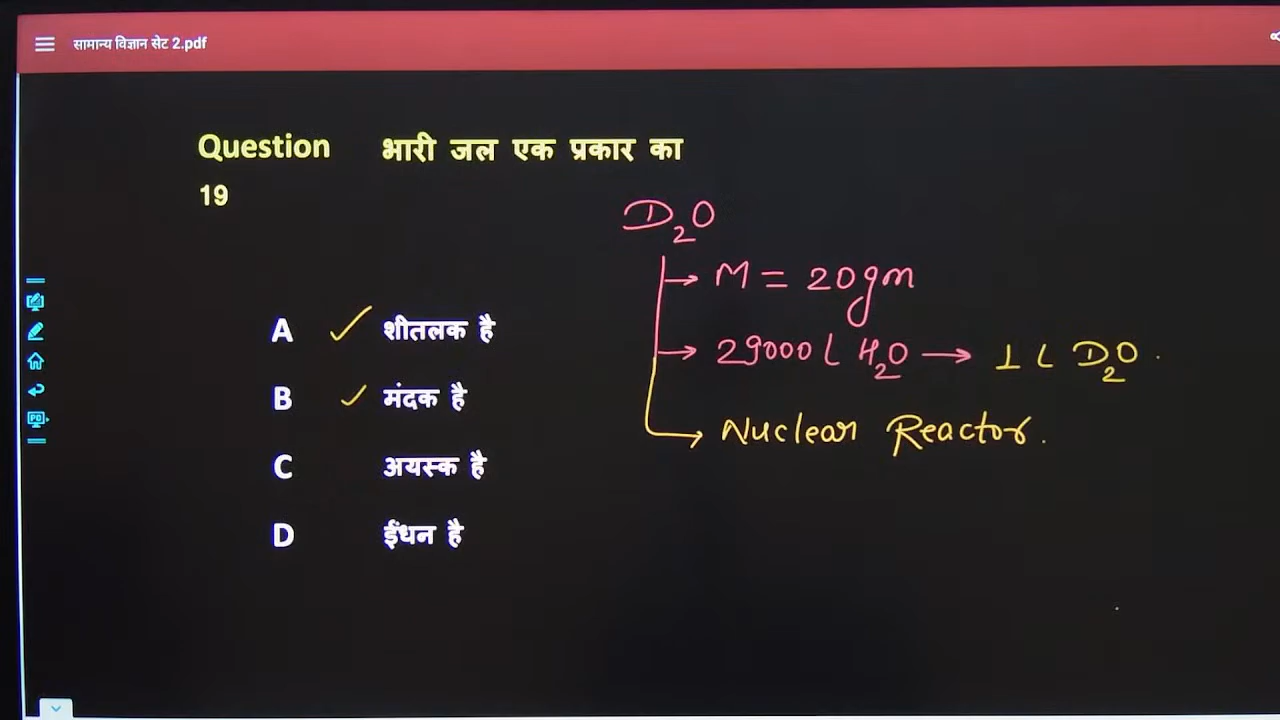 सामान्य विज्ञान सेट 2.pdf
Question 19 भारी जल एक प्रकार का
D₂O
→ M = 20gm
→ 29000 L H₂O → 1 L D₂O.
→ Nuclear Reactor.
A ✓ शीतलक है
B ✓ मंदक है
C अयस्क है
D ईंधन है